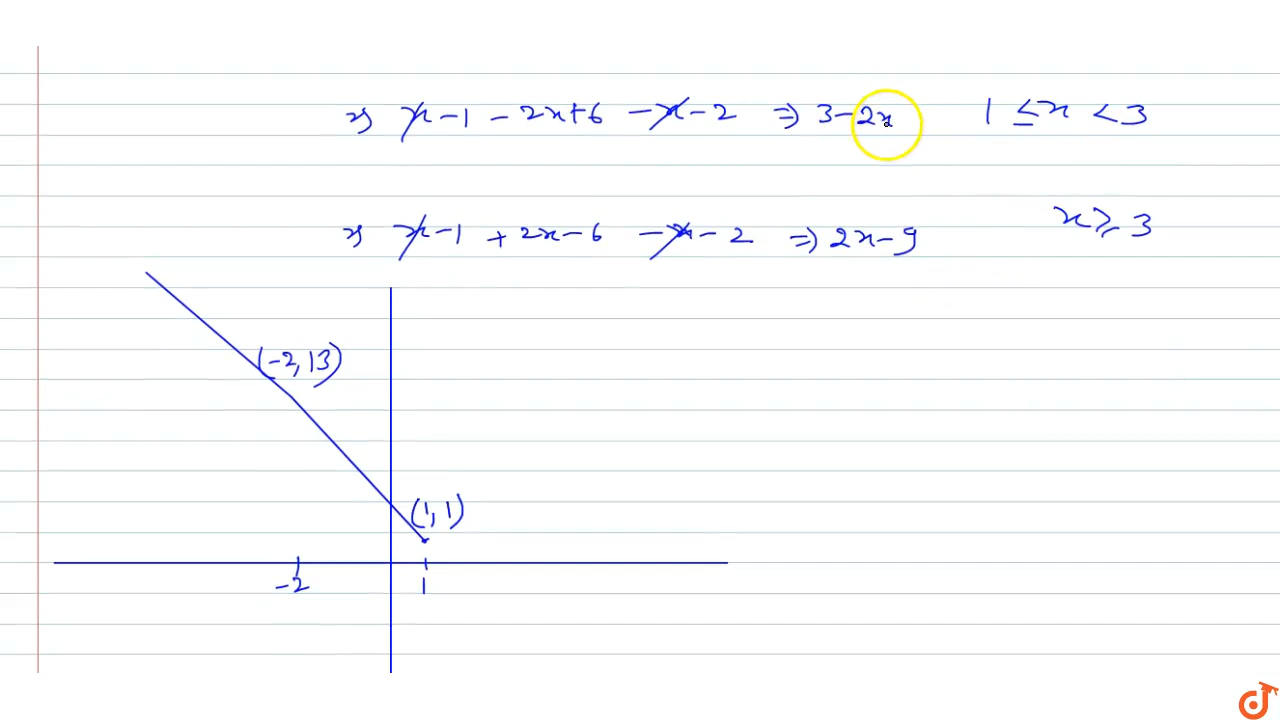 ⇒ x-1 - 2x+6 -x-2 ⇒ 3-2x 1 ≤ x < 3
⇒ x-1 + 2x-6 -x-2 ⇒ 2x-9 x ≥ 3
(-2, 13)
(1, 1)
-2 1